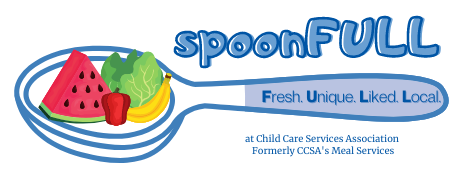 spoonFULL
Fresh. Unique. Liked. Local.
at Child Care Services Association
Formerly CCSA's Meal Services